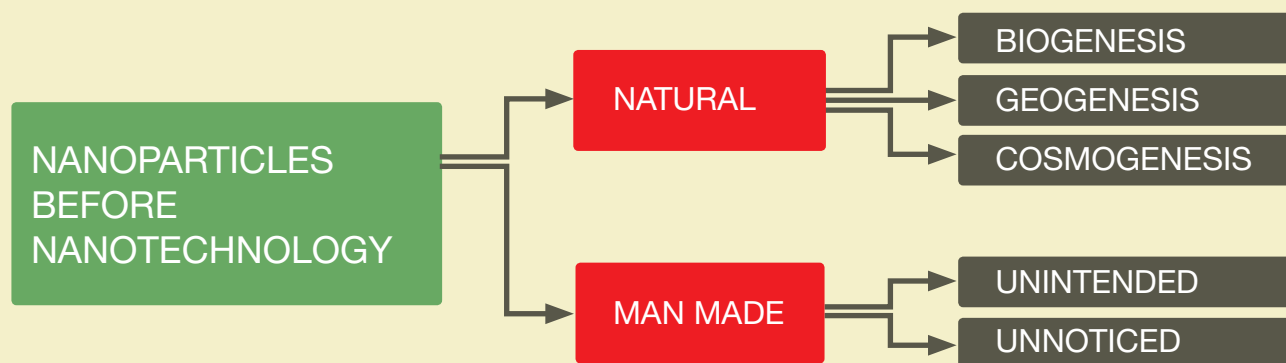 NANOPARTICLES
BEFORE
NANOTECHNOLOGY
NATURAL
BIOGENESIS
GEOGENESIS
COSMOGENESIS
MAN MADE
UNINTENDED
UNNOTICED